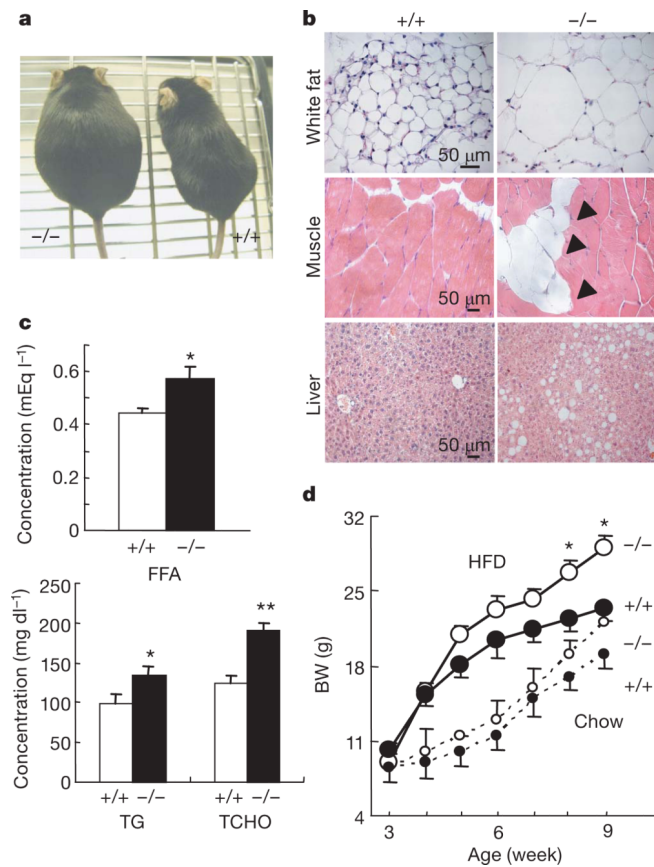 a
−/−
+/+
b
+/+
−/−
White fat
50 μm
Muscle
50 μm
Liver
50 μm
c
Concentration (mEq l⁻¹)
0.6
0.4
0.2
0
*
+/+ −/−
FFA
Concentration (mg dl⁻¹)
200
150
100
50
0
*
**
+/+ −/− +/+ −/−
TG TCHO
d
BW (g)
32
25
18
11
4
HFD
* *
−/−
+/+
−/−
+/+
Chow
3 6 9
Age (week)